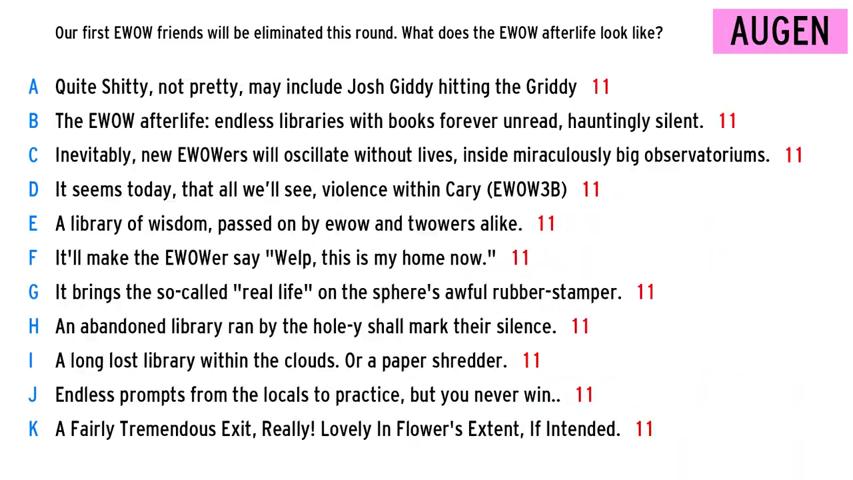 Our first EWOW friends will be eliminated this round. What does the EWOW afterlife look like?
AUGEN
A Quite Shitty, not pretty, may include Josh Giddy hitting the Griddy 11
B The EWOW afterlife: endless libraries with books forever unread, hauntingly silent. 11
C Inevitably, new EWOWers will oscillate without lives, inside miraculously big observatoriums. 11
D It seems today, that all we'll see, violence within Cary (EWOW3B) 11
E A library of wisdom, passed on by ewow and twowers alike. 11
F It'll make the EWOWer say "Welp, this is my home now." 11
G It brings the so-called "real life" on the sphere's awful rubber-stamper. 11
H An abandoned library ran by the hole-y shall mark their silence. 11
I A long lost library within the clouds. Or a paper shredder. 11
J Endless prompts from the locals to practice, but you never win.. 11
K A Fairly Tremendous Exit, Really! Lovely In Flower's Extent, If Intended. 11